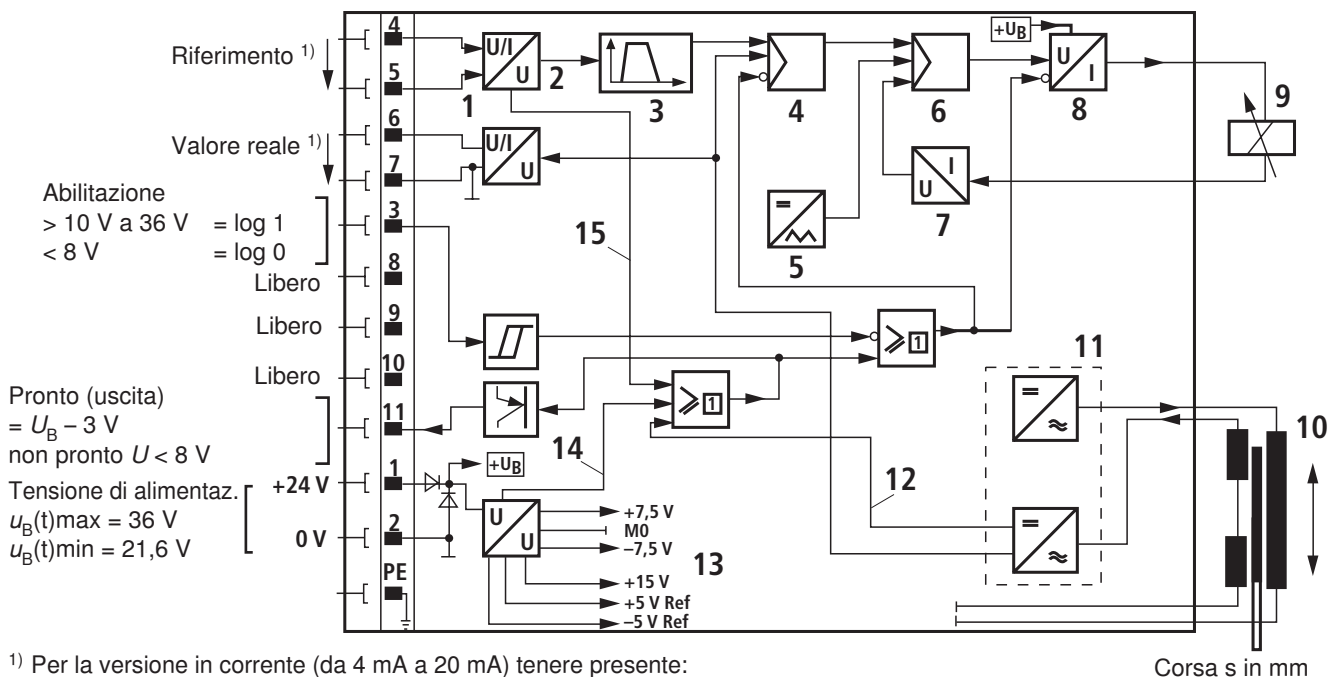 4
Riferimento 1)
5
6
Valore reale 1)
7
Abilitazione
> 10 V a 36 V = log 1
< 8 V = log 0
3
8
Libero
9
Libero
10
Libero
Pronto (uscita)
= UB – 3 V
non pronto U < 8 V
11
Tensione di alimentaz.
uB(t)max = 36 V
uB(t)min = 21,6 V
+24 V
1
0 V
2
PE
U/I
U
1
2
3
4
6
+UB
U
I
8
9
U/I
U
I
U
7
=
5
15
1
1
11
=
≈
10
14
12
=
≈
+UB
U
U
+7,5 V
M0
–7,5 V
13
+15 V
+5 V Ref
–5 V Ref
1) Per la versione in corrente (da 4 mA a 20 mA) tenere presente:
Corsa s in mm